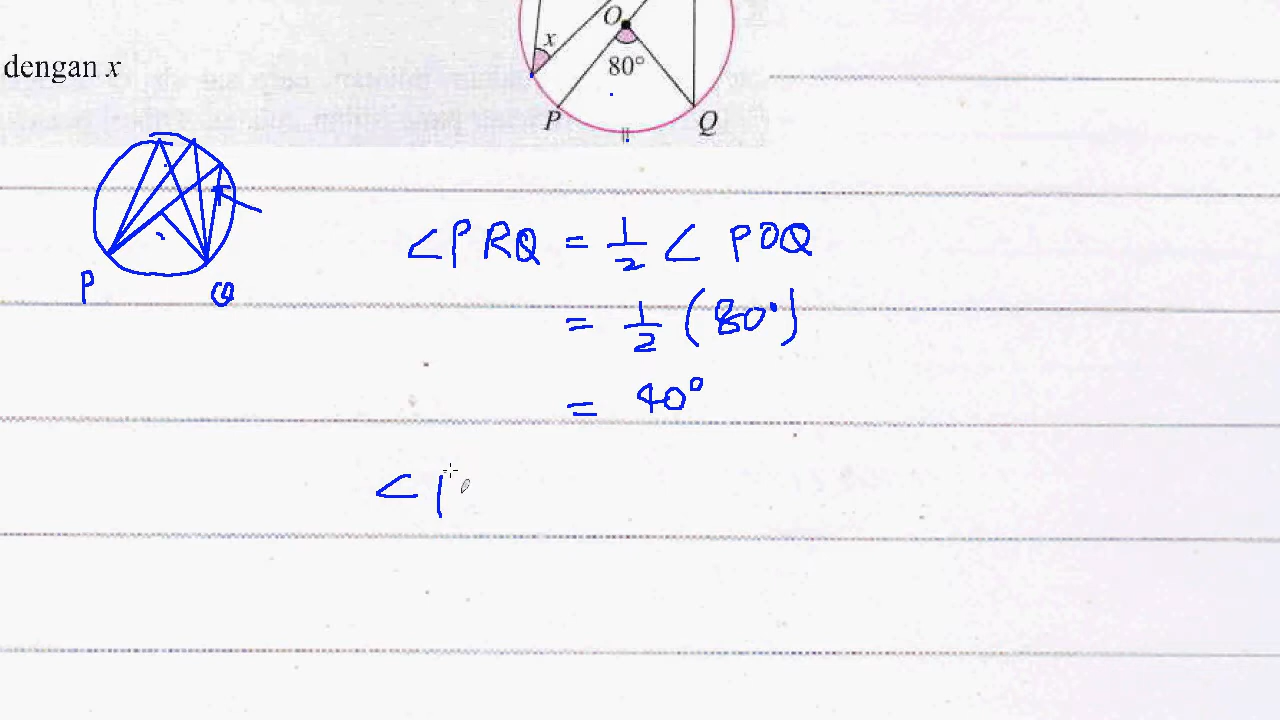 O
x
80°
dengan x
P
Q
P
Q
∠PRQ = 1/2 ∠ POQ
= 1/2 (80°)
= 40°
∠